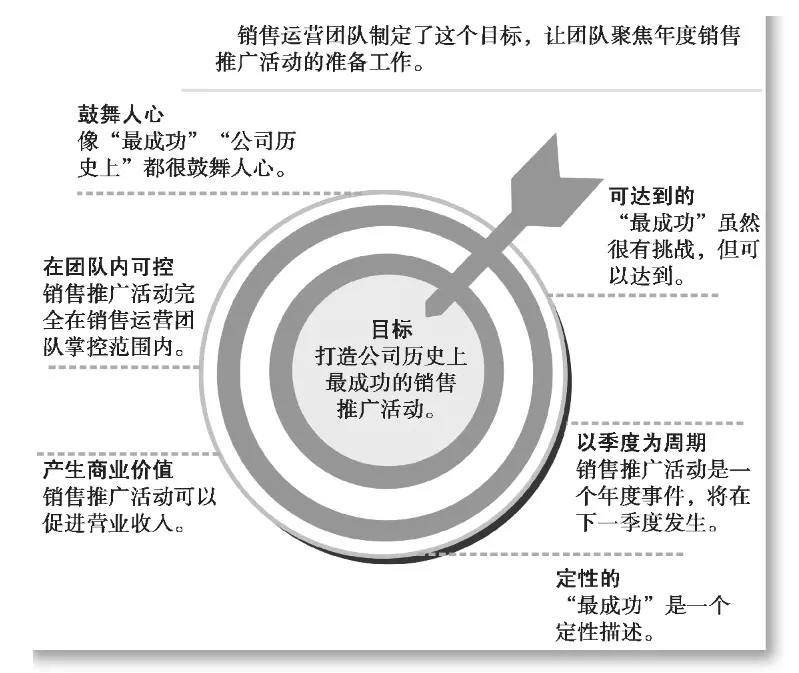 销售运营团队制定了这个目标，让团队聚焦年度销售
推广活动的准备工作。
鼓舞人心
像“最成功”“公司历
史上”都很鼓舞人心。
可达到的
“最成功”虽然
很有挑战，但可
以达到。
在团队内可控
销售推广活动完
全在销售运营团
队掌控范围内。
目标
打造公司历史上
最成功的销售
推广活动。
产生商业价值
销售推广活动可以
促进营业收入。
以季度为周期
销售推广活动是一
个年度事件，将在
下一季度发生。
定性的
“最成功”是一个
定性描述。